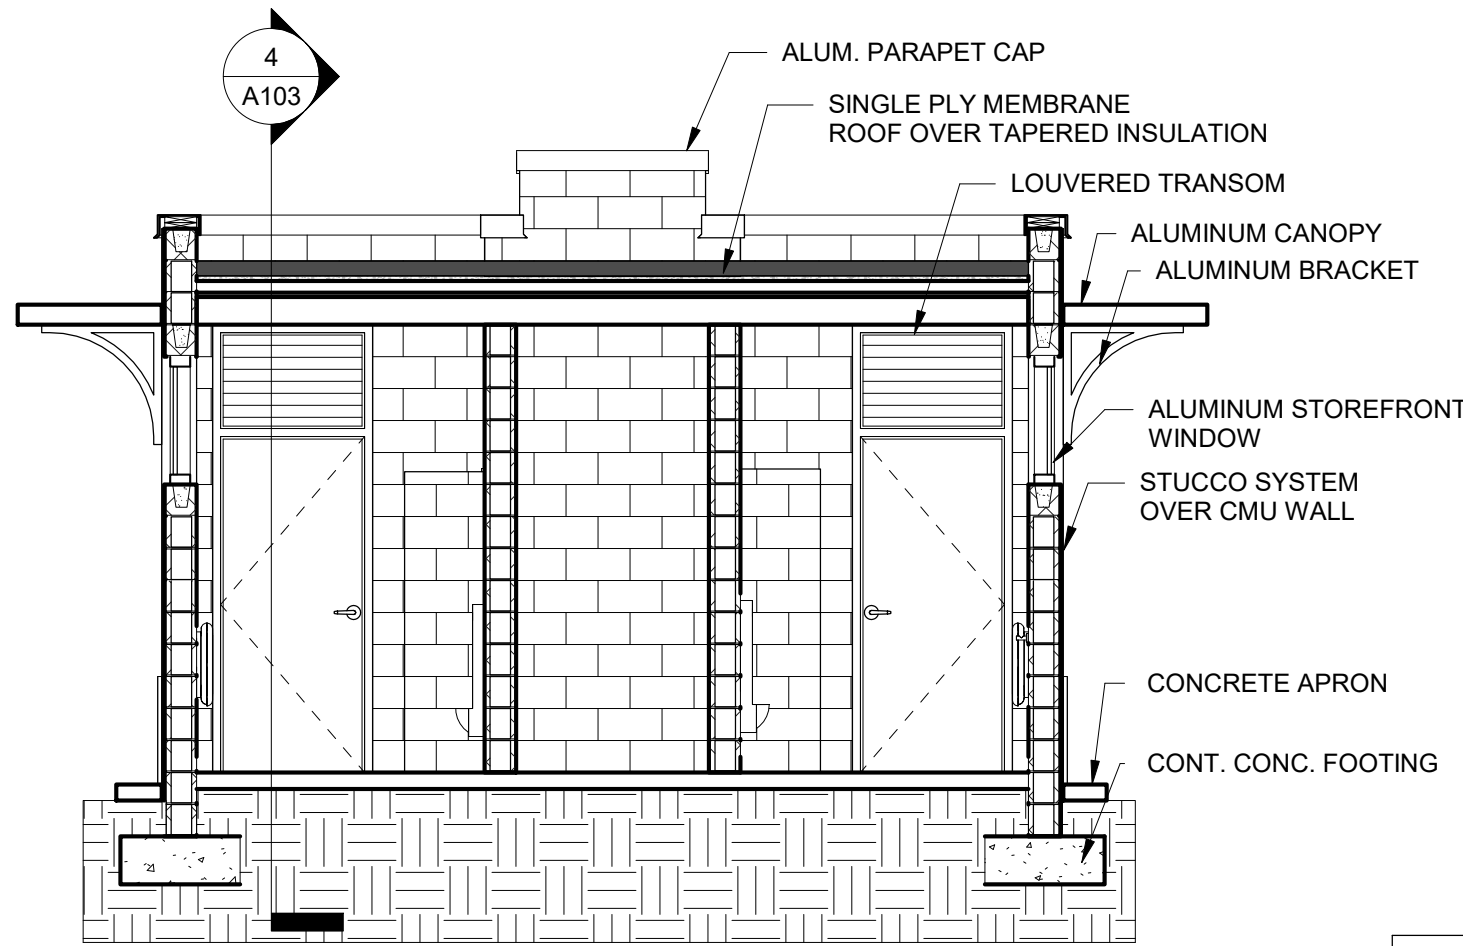 4
A103
ALUM. PARAPET CAP
SINGLE PLY MEMBRANE
ROOF OVER TAPERED INSULATION
LOUVERED TRANSOM
ALUMINUM CANOPY
ALUMINUM BRACKET
ALUMINUM STOREFRONT
WINDOW
STUCCO SYSTEM
OVER CMU WALL
CONCRETE APRON
CONT. CONC. FOOTING